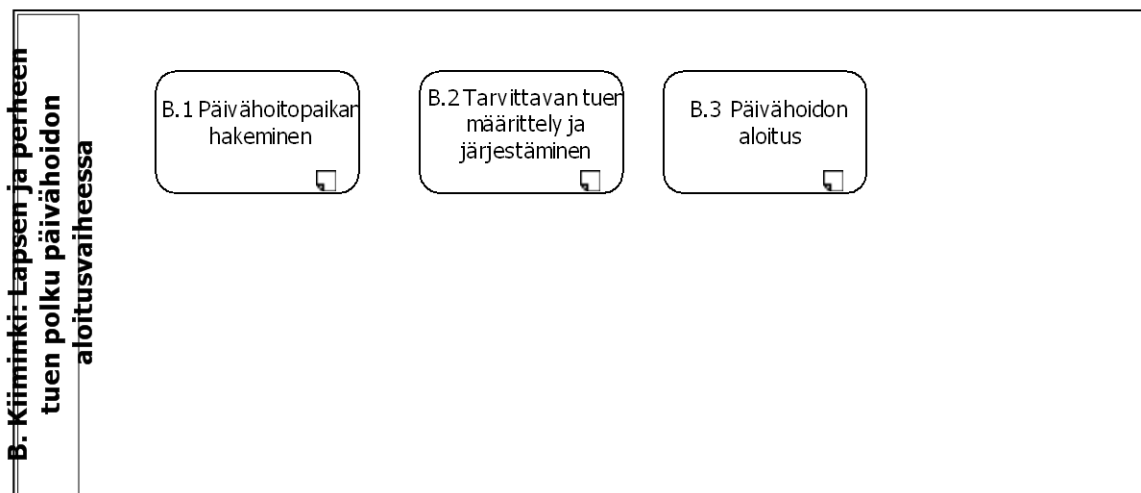 B. Kiiminki: Lapsen ja perheen
tuen polku päivähoidon
aloitusvaiheessa
B.1 Päivähoitopaikan
hakeminen
B.2 Tarvittavan tuen
määrittely ja
järjestäminen
B.3 Päivähoidon
aloitus